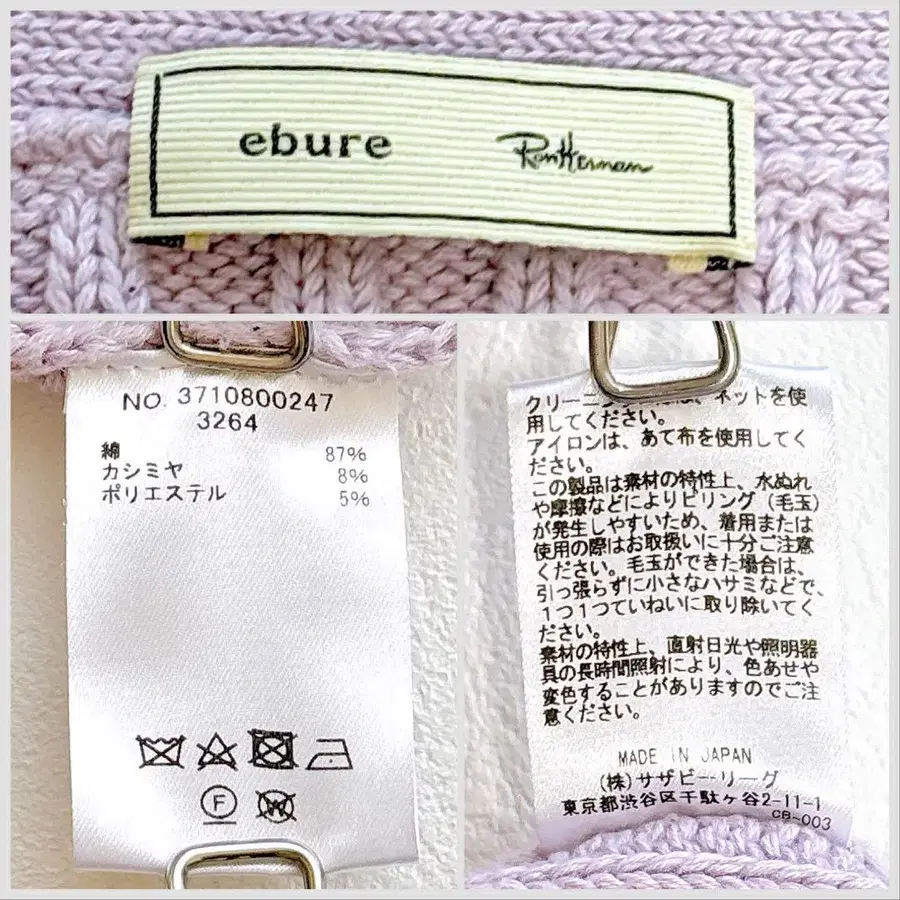 ebure
RonHerman
NO. 3710800247
3264
綿 87%
カシミヤ 8%
ポリエステル 5%
F
W
クリーニン ネットを使
用してください。
アイロンは、あて布を使用してく
ださい。
この製品は素材の特性上、水ぬれ
や摩擦などによりピリング（毛玉）
が発生しやすいため、着用または
使用の際はお取扱いに十分ご注意
ください。毛玉ができた場合は、
引っ張らずに小さなハサミなどで、
1つ1つていねいに取り除いてく
ださい。
素材の特性上、直射日光や照明器
具の長時間照射により、色あせや
変色することがありますのでご注
意ください。
MADE IN JAPAN
(株)サザビーリーグ
東京都渋谷区千駄ヶ谷2-11-1
CB-003